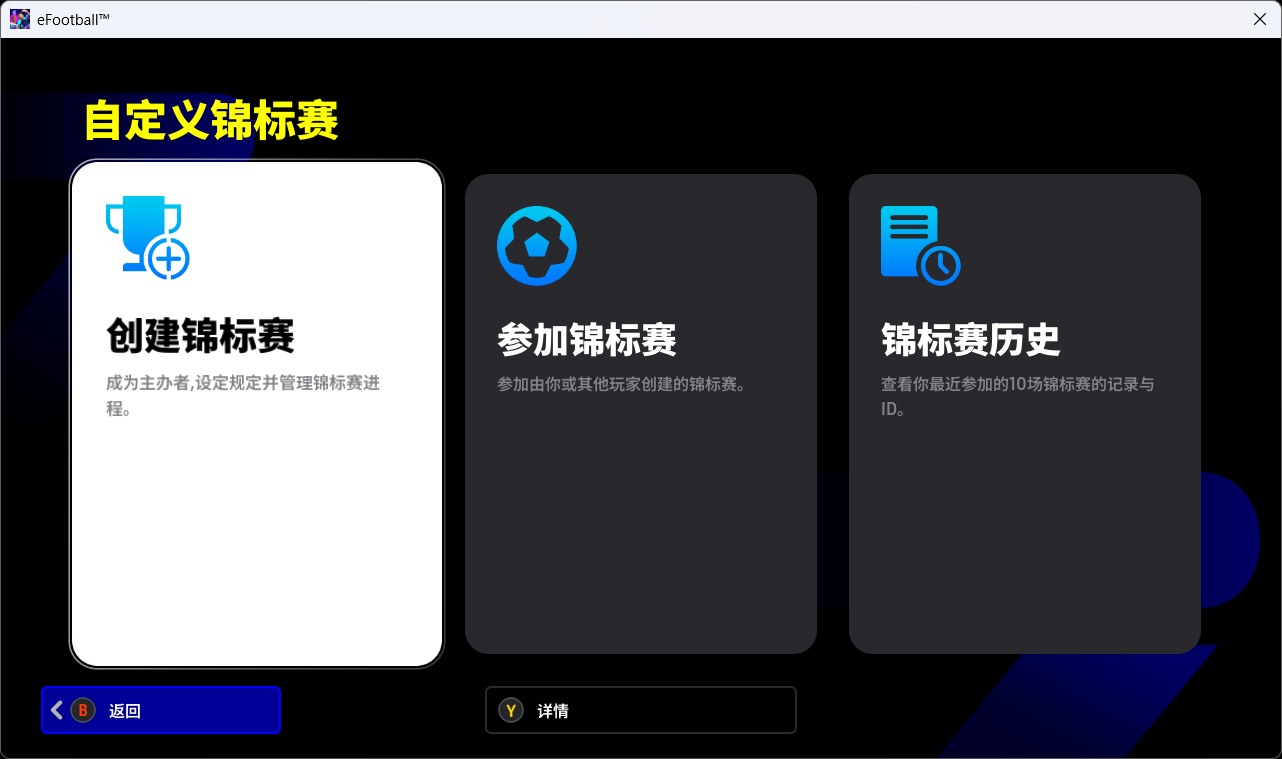 eFootball™
自定义锦标赛
创建锦标赛
成为主办者,设定规定并管理锦标赛进
程。
参加锦标赛
参加由你或其他玩家创建的锦标赛。
锦标赛历史
查看你最近参加的10场锦标赛的记录与
ID。
B 返回
Y 详情